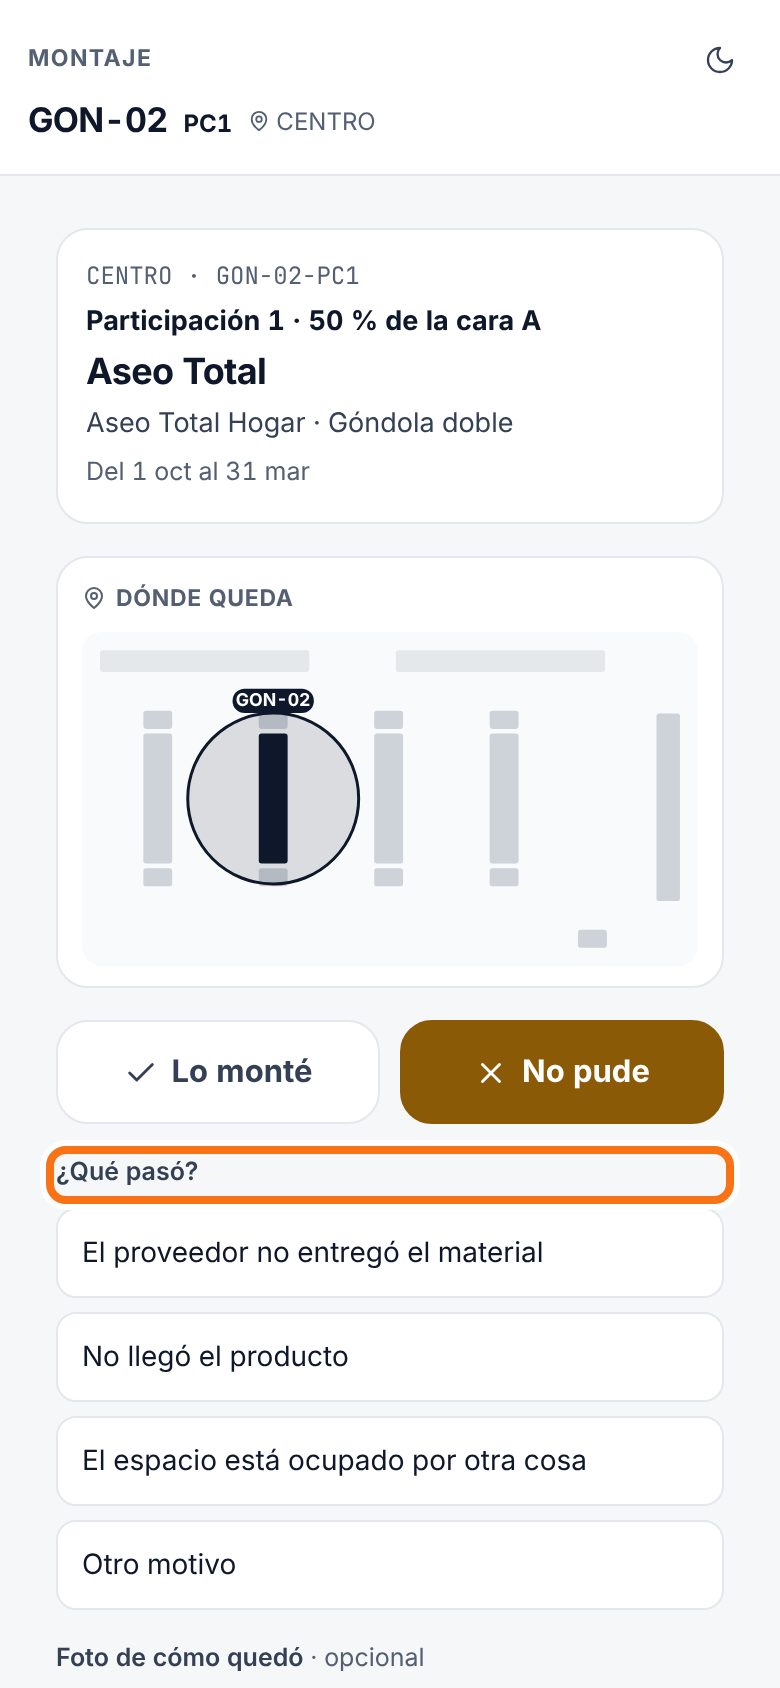 MONTAJE
GON-02 PC1 CENTRO
CENTRO · GON-02-PC1
Participación 1 · 50 % de la cara A
Aseo Total
Aseo Total Hogar · Góndola doble
Del 1 oct al 31 mar
DÓNDE QUEDA
GON-02
Lo monté
No pude
¿Qué pasó?
El proveedor no entregó el material
No llegó el producto
El espacio está ocupado por otra cosa
Otro motivo
Foto de cómo quedó · opcional